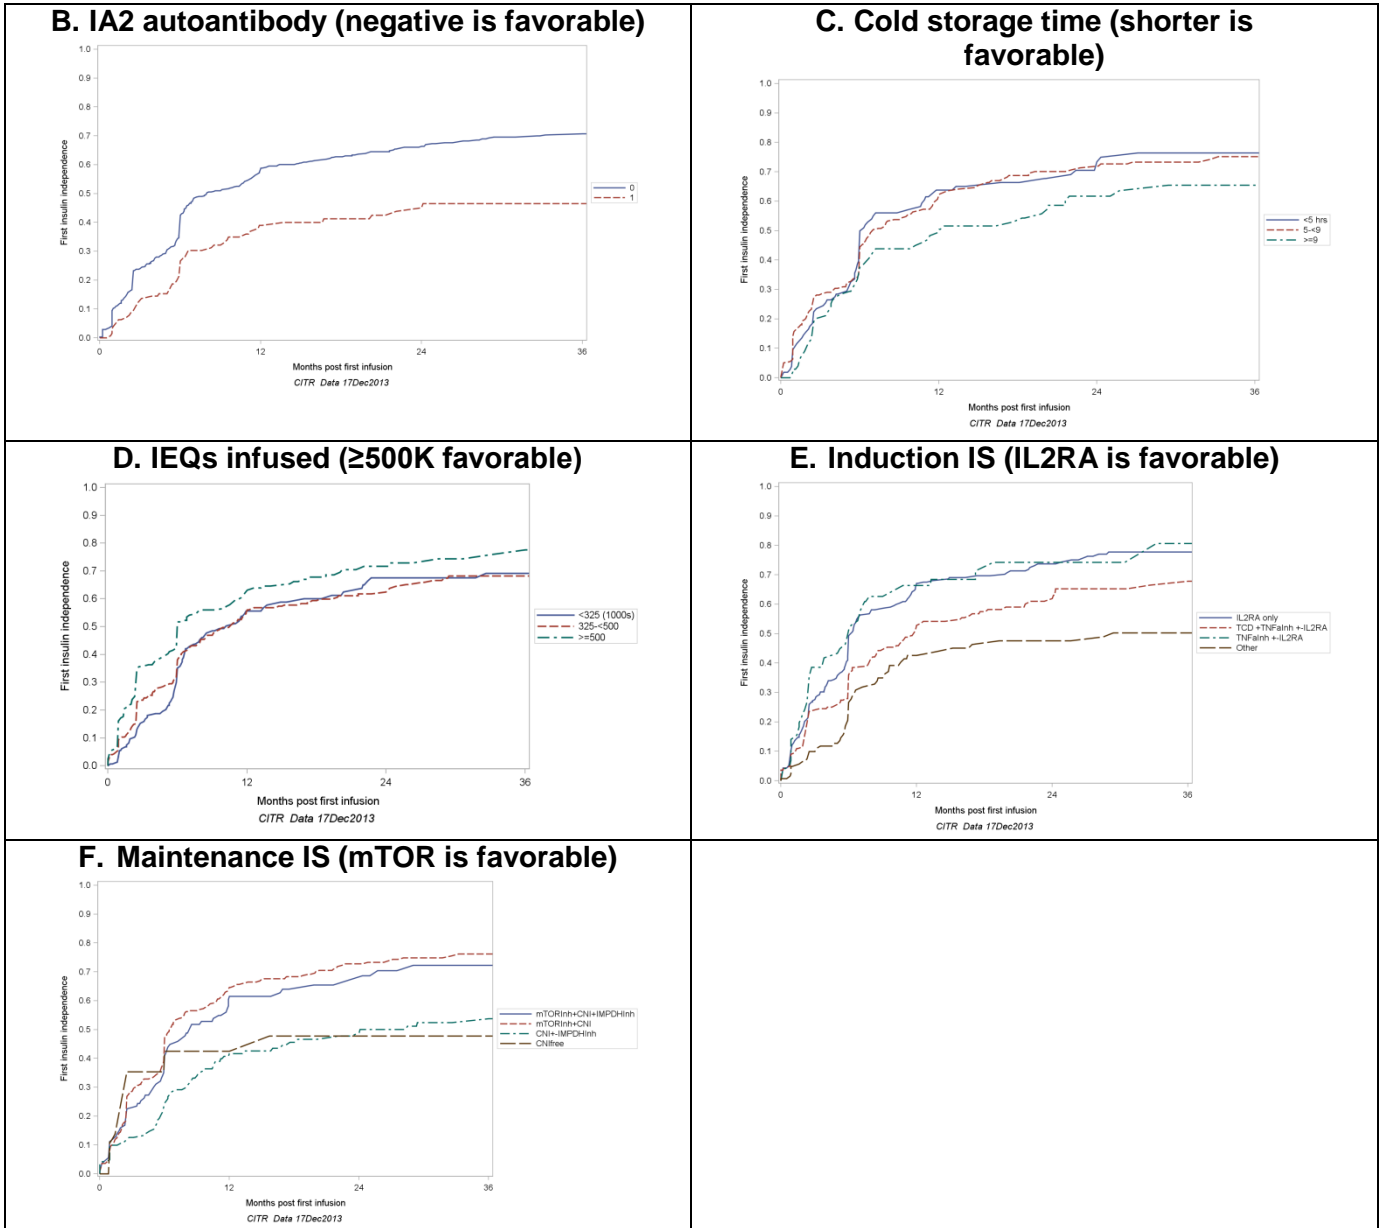 B. IA2 autoantibody (negative is favorable)
1.0
0.9
0.8
0.7
0.6
0.5
0.4
0.3
0.2
0.1
0.0
First insulin independence
0
12
24
36
Months post first infusion
CITR Data 17Dec2013
0
1
C. Cold storage time (shorter is
favorable)
1.0
0.9
0.8
0.7
0.6
0.5
0.4
0.3
0.2
0.1
0.0
First insulin independence
0
12
24
36
Months post first infusion
CITR Data 17Dec2013
<5 hrs
5-<9
>=9
D. IEQs infused (≥500K favorable)
1.0
0.9
0.8
0.7
0.6
0.5
0.4
0.3
0.2
0.1
0.0
First insulin independence
0
12
24
36
Months post first infusion
CITR Data 17Dec2013
<325 (1000s)
325-<500
>=500
E. Induction IS (IL2RA is favorable)
1.0
0.9
0.8
0.7
0.6
0.5
0.4
0.3
0.2
0.1
0.0
First insulin independence
0
12
24
36
Months post first infusion
CITR Data 17Dec2013
IL2RA only
TCD +TNFaInh +-IL2RA
TNFaInh +-IL2RA
Other
F. Maintenance IS (mTOR is favorable)
1.0
0.9
0.8
0.7
0.6
0.5
0.4
0.3
0.2
0.1
0.0
First insulin independence
0
12
24
36
Months post first infusion
CITR Data 17Dec2013
mTORInh+CNI+IMPDHInh
mTORInh+CNI
CNI+-IMPDHInh
CNIfree